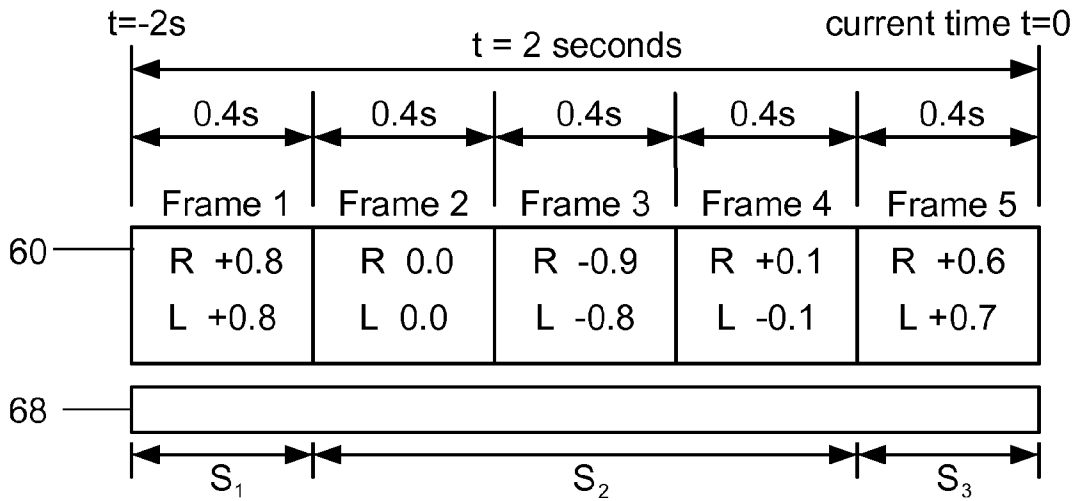 t=-2s current time t=0
t = 2 seconds
0.4s 0.4s 0.4s 0.4s 0.4s
Frame 1 Frame 2 Frame 3 Frame 4 Frame 5
60 R +0.8 R 0.0 R -0.9 R +0.1 R +0.6
L +0.8 L 0.0 L -0.8 L -0.1 L +0.7
68
S₁ S₂ S₃